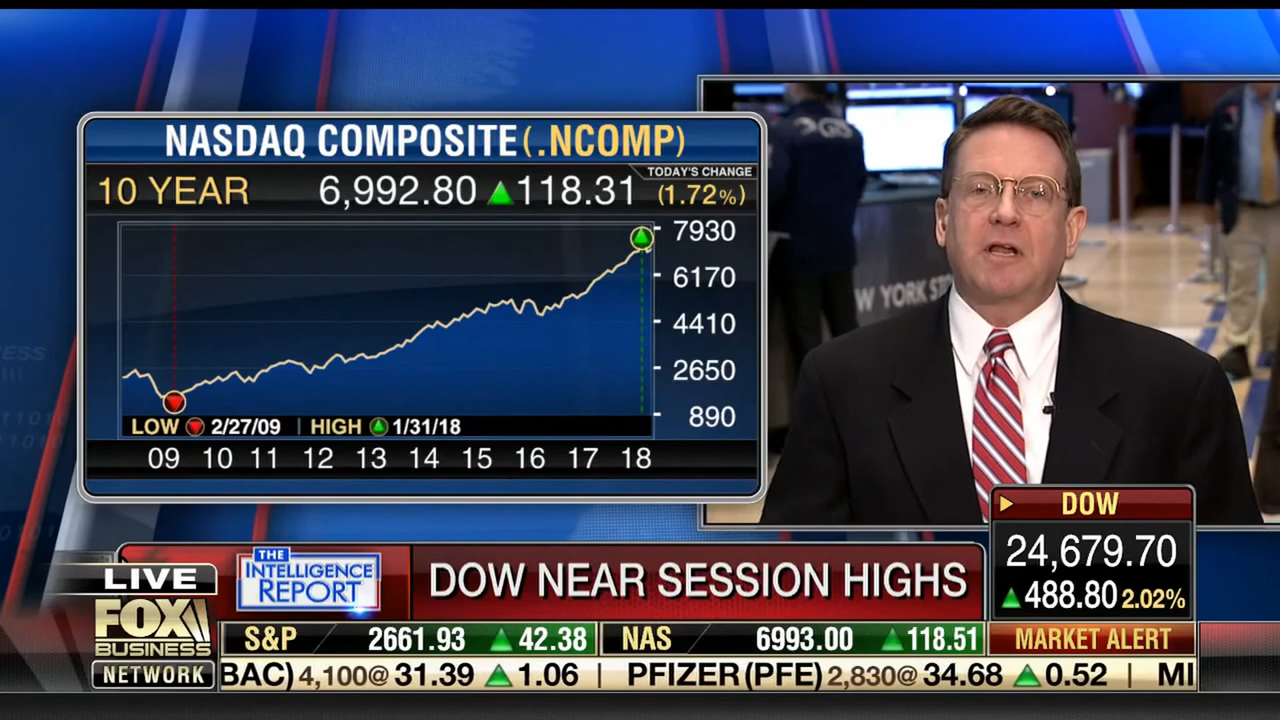 NASDAQ COMPOSITE(.NCOMP)
TODAY'S CHANGE
10 YEAR 6,992.80 ▲118.31 (1.72%)
7930
6170
4410
2650
890
LOW 2/27/09 | HIGH 1/31/18
09 10 11 12 13 14 15 16 17 18
W YORK ST
DOW
24,679.70
▲488.80 2.02%
MARKET ALERT
THE
INTELLIGENCE
REPORT
DOW NEAR SESSION HIGHS
LIVE
FOX
BUSINESS
NETWORK
S&P 2661.93 ▲42.38 NAS 6993.00 ▲118.51
BAC) 4,100@ 31.39 ▲1.06 | PFIZER(PFE) 2,830@ 34.68 ▲0.52 | MI